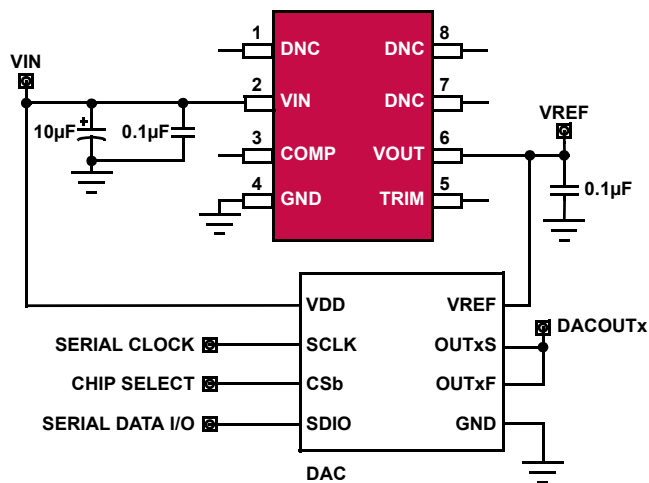 1 8
DNC DNC
VIN
2 7
VIN DNC
VREF
10µF + 0.1µF
3 6
COMP VOUT
4 5
GND TRIM
0.1µF
VDD VREF
DACOUTx
SERIAL CLOCK SCLK OUTxS
CHIP SELECT CSb OUTxF
SERIAL DATA I/O SDIO GND
DAC